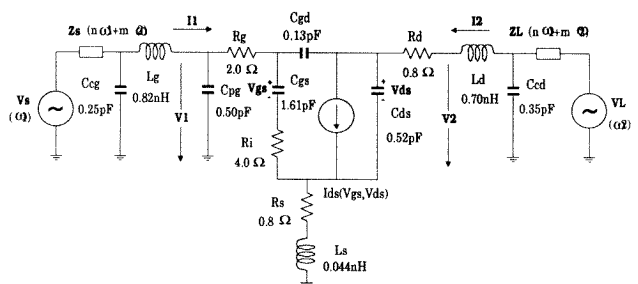 Zs (nω1+mω2)
I1
Rg
Cgd
0.13pF
Rd
I2
ZL (nω1+mω2)
Ccg
0.25pF
Lg
0.82nH
2.0 Ω
Cpg
0.50pF
Vgs
+
-
Cgs
1.61pF
Vds
+
-
Cds
0.52pF
0.8 Ω
Ld
0.70nH
Ccd
0.35pF
Vs
(ω1)
V1
V2
VL
(ω2)
Ri
4.0 Ω
Ids(Vgs,Vds)
Rs
0.8 Ω
Ls
0.044nH